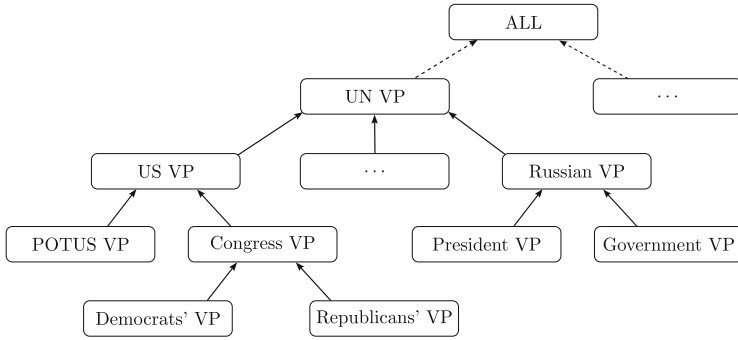 ALL
UN VP
...
US VP
...
Russian VP
POTUS VP
Congress VP
President VP
Government VP
Democrats' VP
Republicans' VP